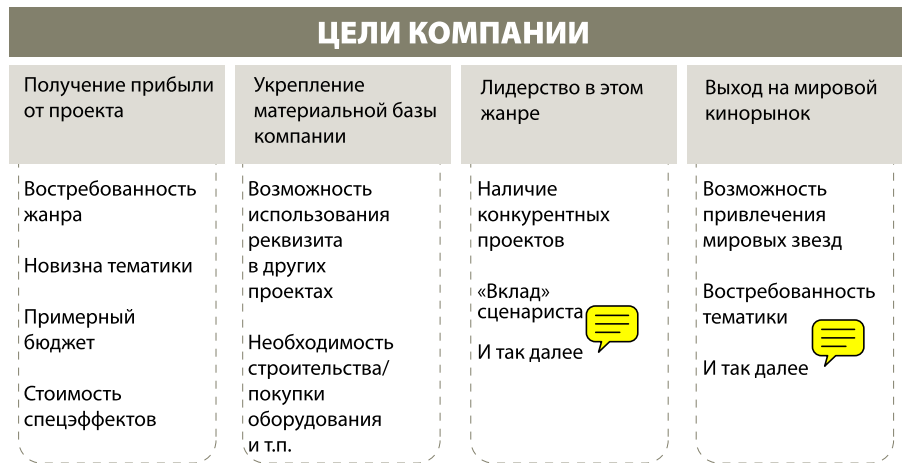 ЦЕЛИ КОМПАНИИ
Получение прибыли
от проекта
Востребованность
жанра
Новизна тематики
Примерный
бюджет
Стоимость
спецэффектов
Укрепление
материальной базы
компании
Возможность
использования
реквизита
в других
проектах
Необходимость
строительства/
покупки
оборудования
и т.п.
Лидерство в этом
жанре
Наличие
конкурентных
проектов
«Вклад»
сценариста
И так далее
Выход на мировой
кинорынок
Возможность
привлечения
мировых звезд
Востребованность
тематики
И так далее